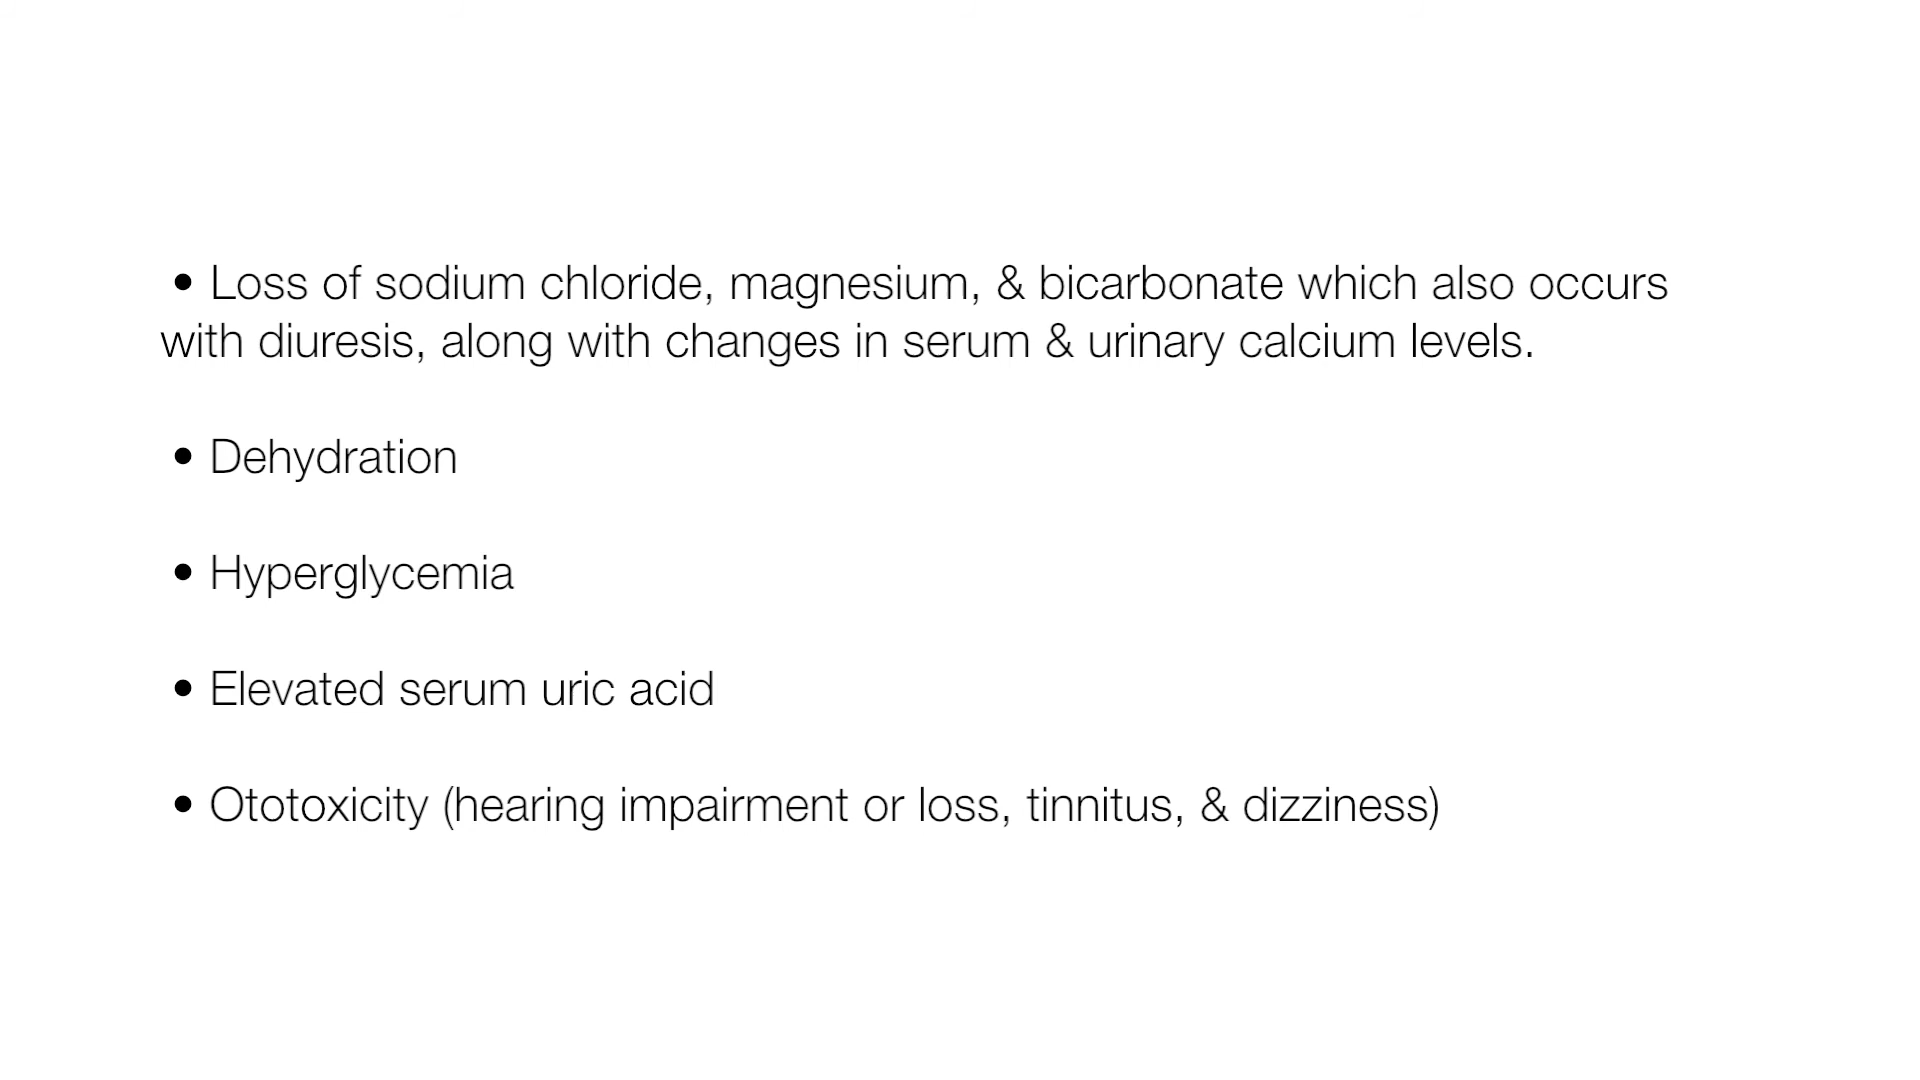 • Loss of sodium chloride, magnesium, & bicarbonate which also occurs
with diuresis, along with changes in serum & urinary calcium levels.
• Dehydration
• Hyperglycemia
• Elevated serum uric acid
• Ototoxicity (hearing impairment or loss, tinnitus, & dizziness)